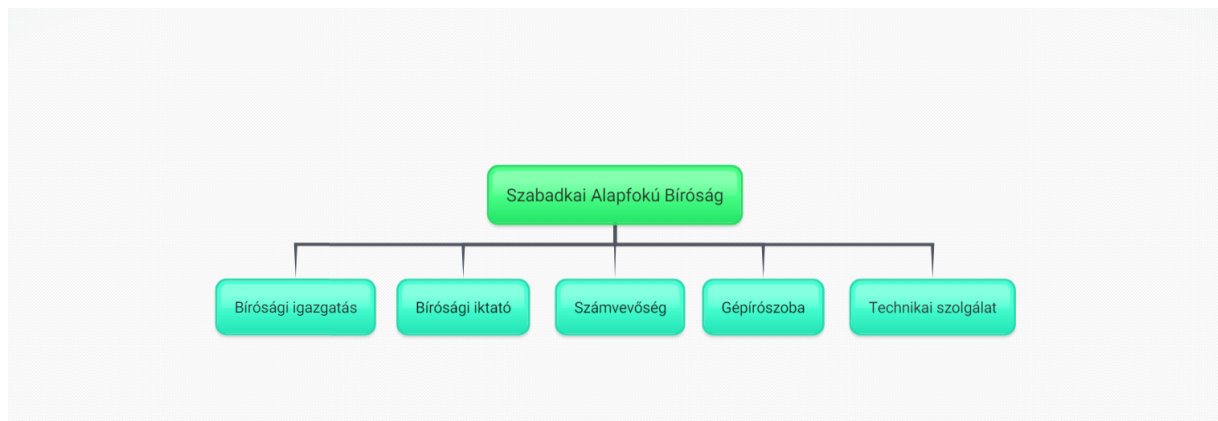 Szabadkai Alapfokú Bíróság
Bírósági igazgatás
Bírósági iktató
Számvevőség
Gépírószoba
Technikai szolgálat